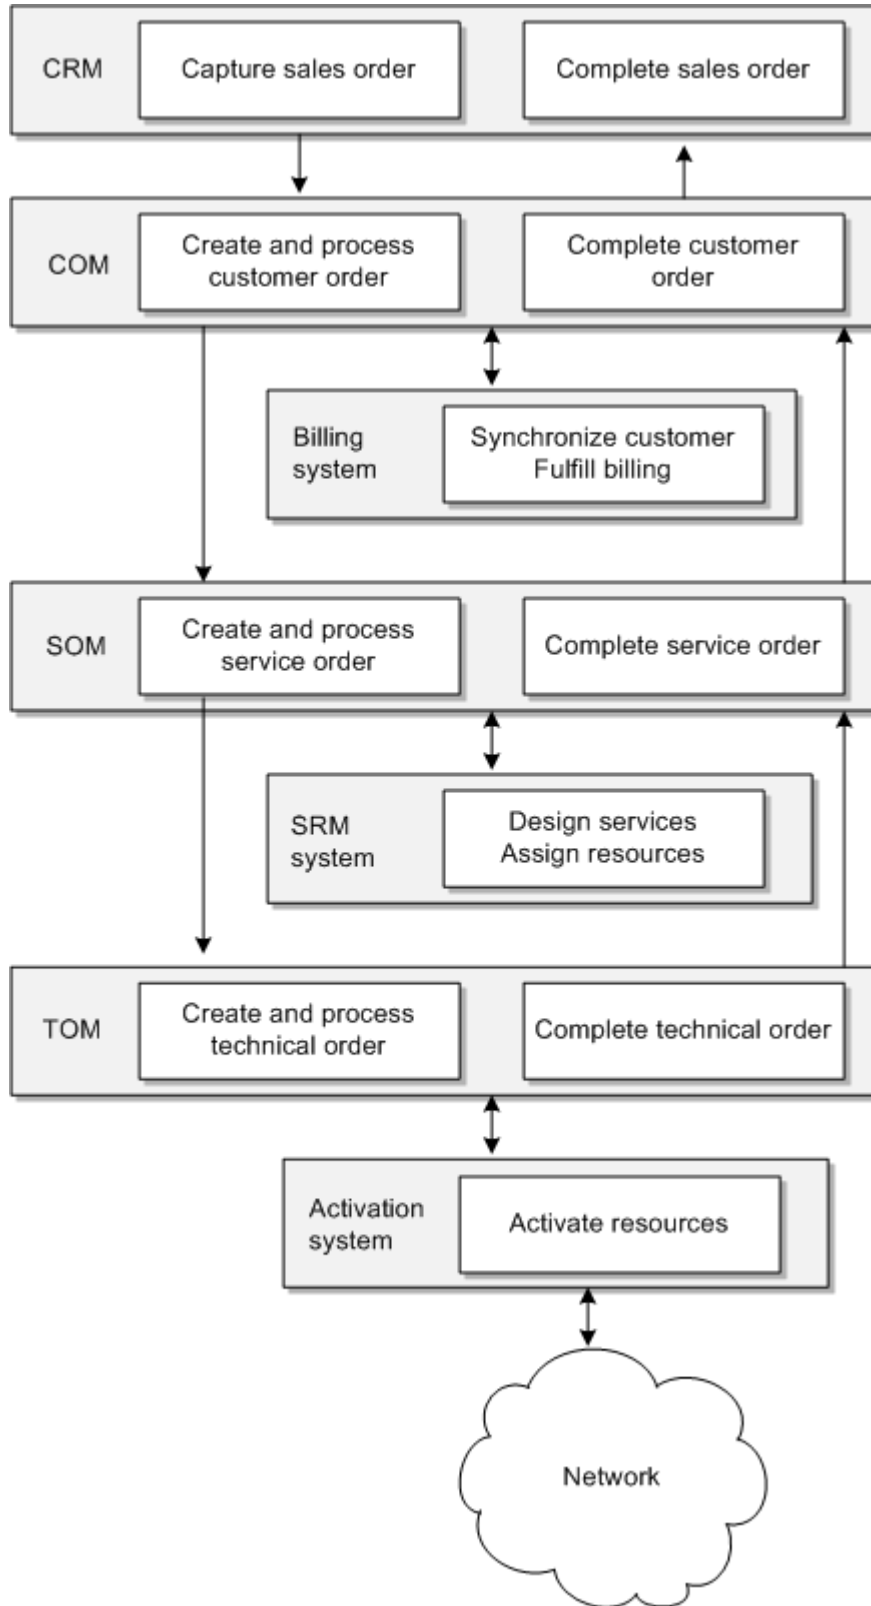 CRM
Capture sales order
Complete sales order
COM
Create and process
customer order
Complete customer
order
Billing
system
Synchronize customer
Fulfill billing
SOM
Create and process
service order
Complete service order
SRM
system
Design services
Assign resources
TOM
Create and process
technical order
Complete technical order
Activation
system
Activate resources
Network